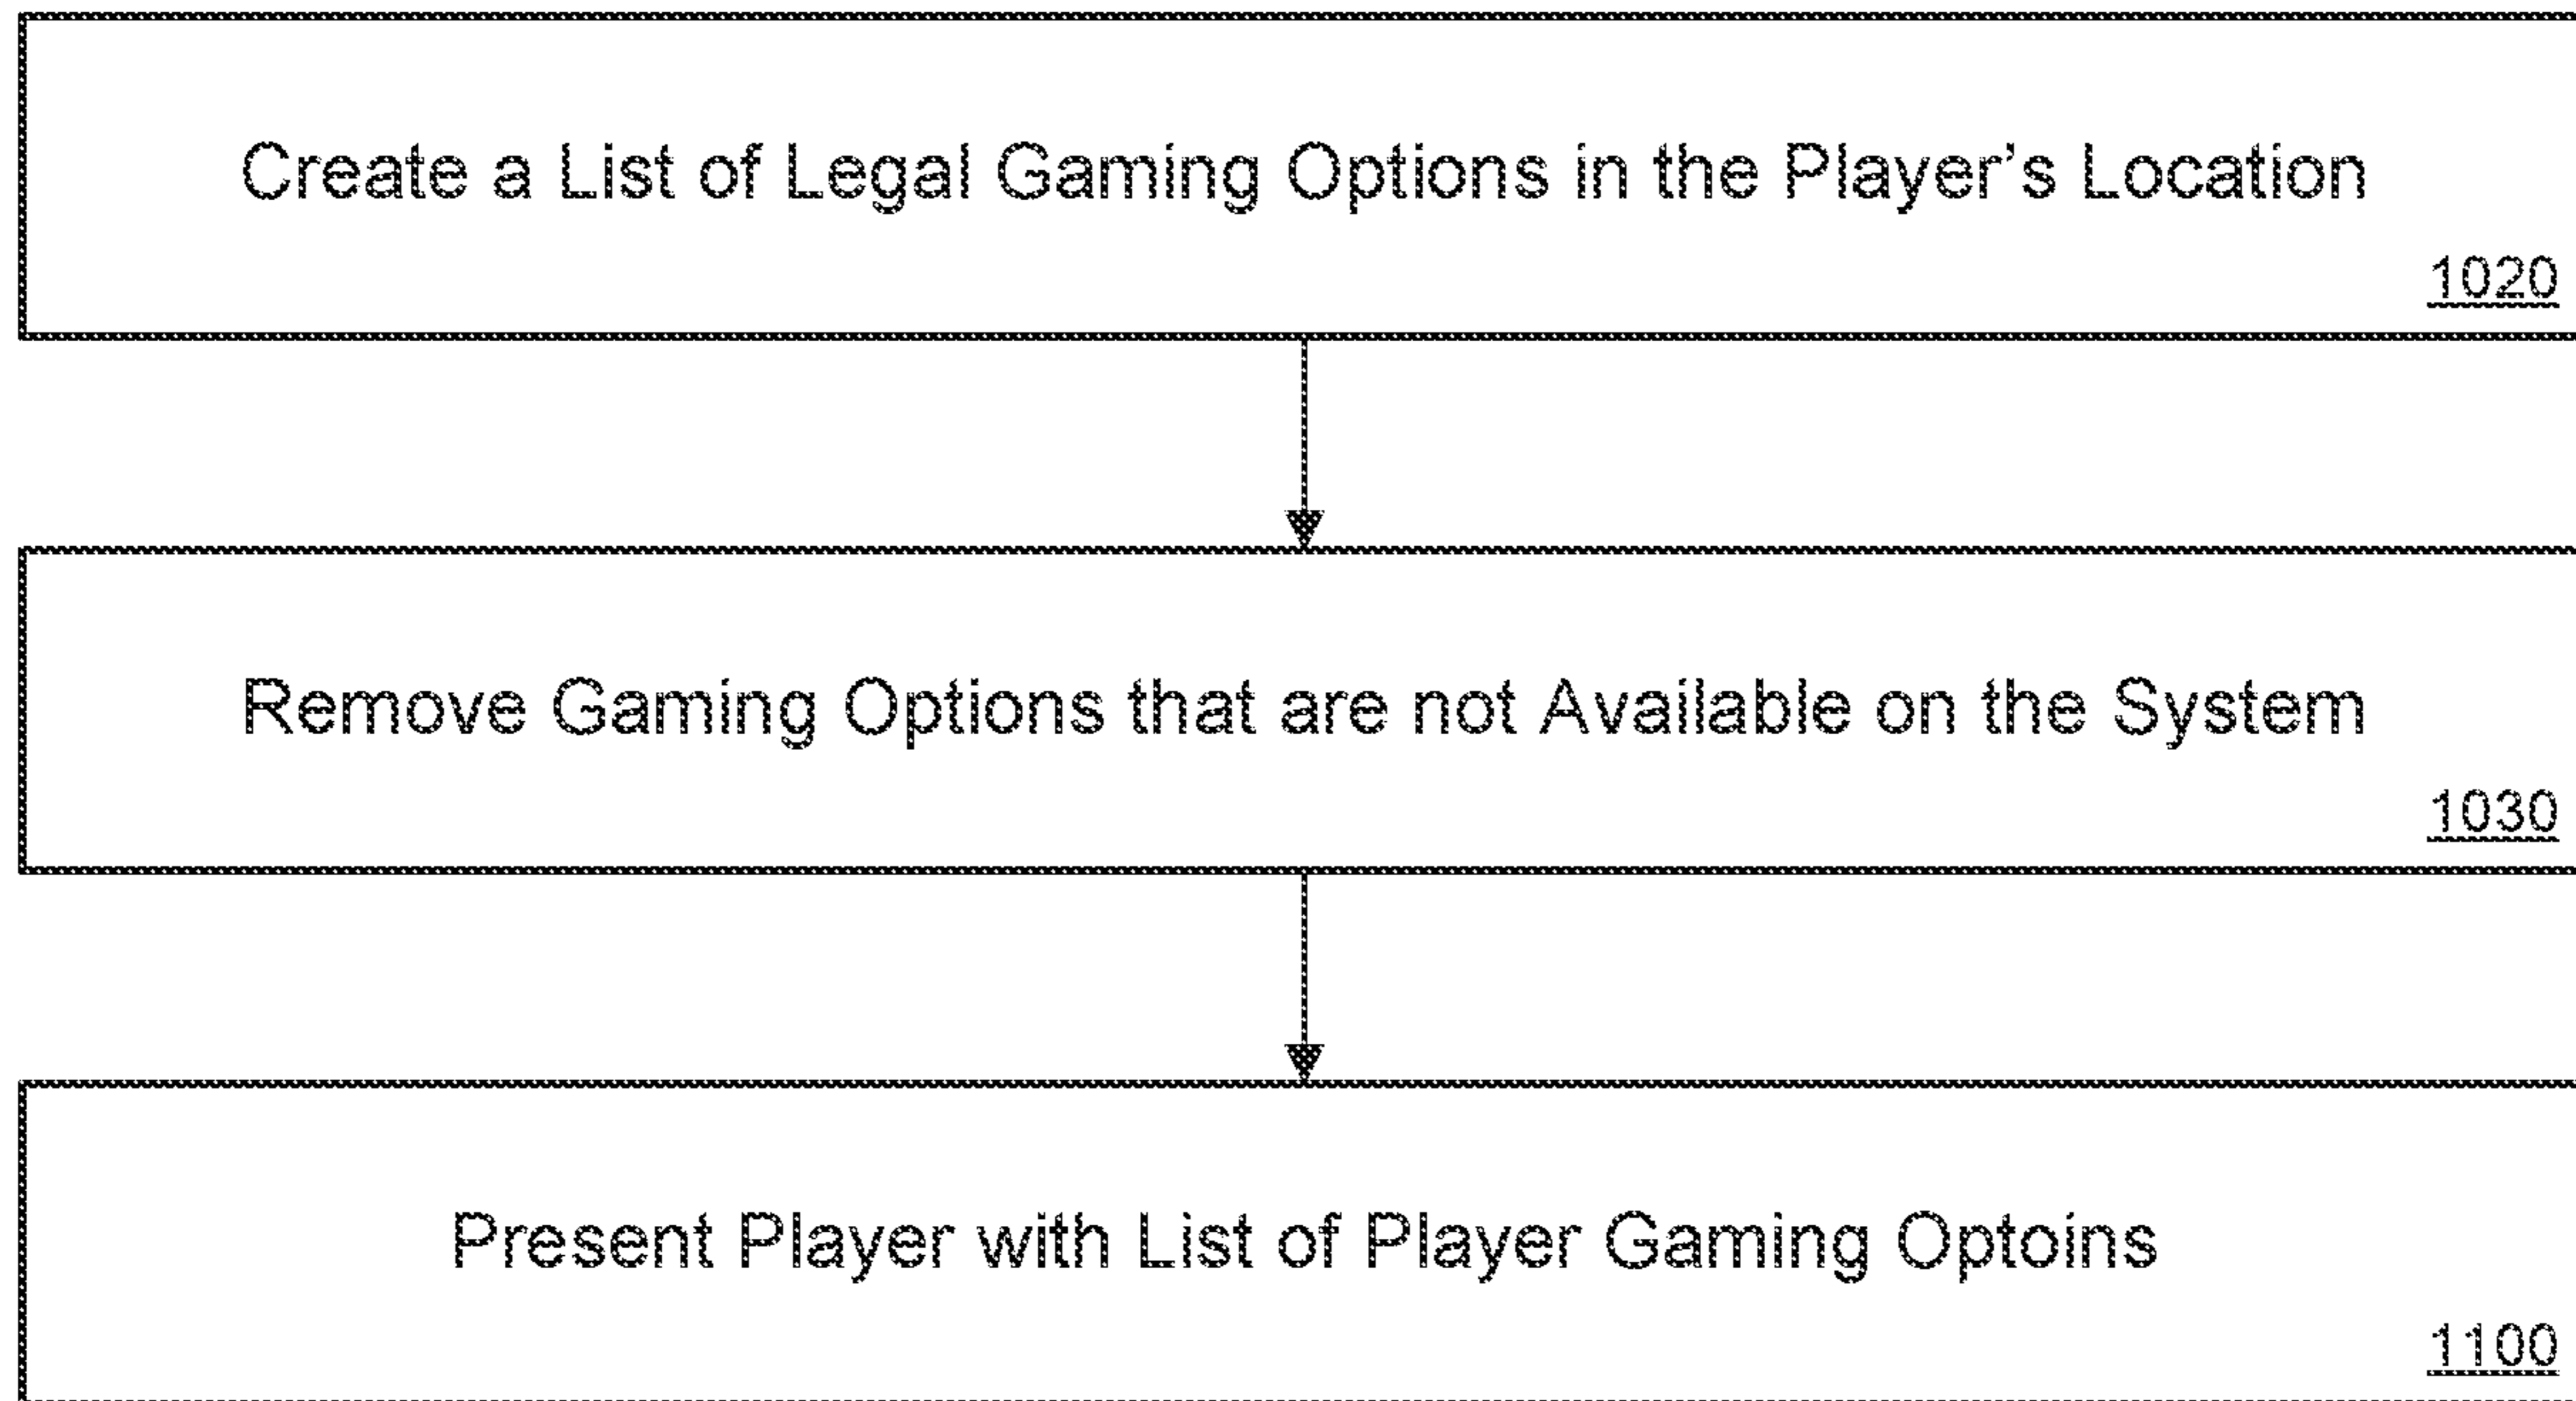 Create a List of Legal Gaming Options in the Player’s Location
1020
Remove Gaming Options that are not Available on the System
1030
Present Player with List of Player Gaming Optoins
1100